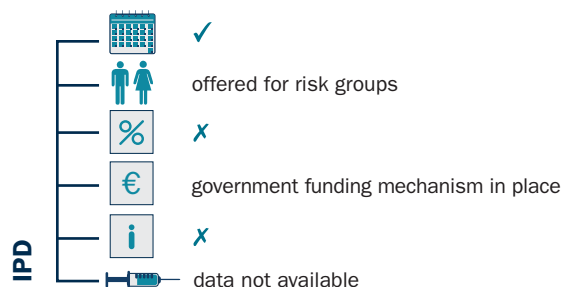 ✓
offered for risk groups
% ✗
€ government funding mechanism in place
i ✗
IPD
data not available